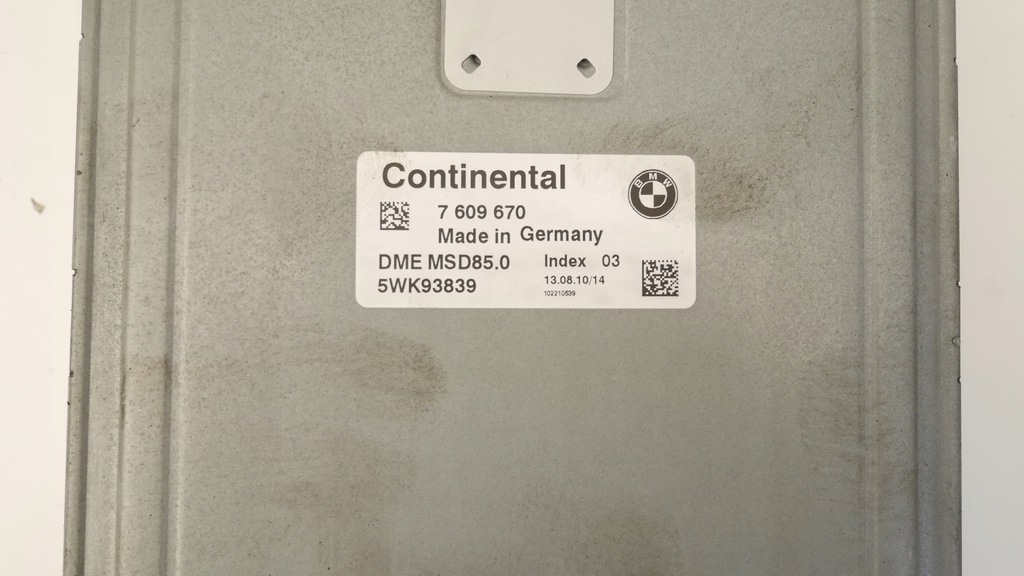 Continental
BMW
7 609 670
Made in Germany
DME MSD85.0
Index 03
5WK93839
13.08.10/14
102210539